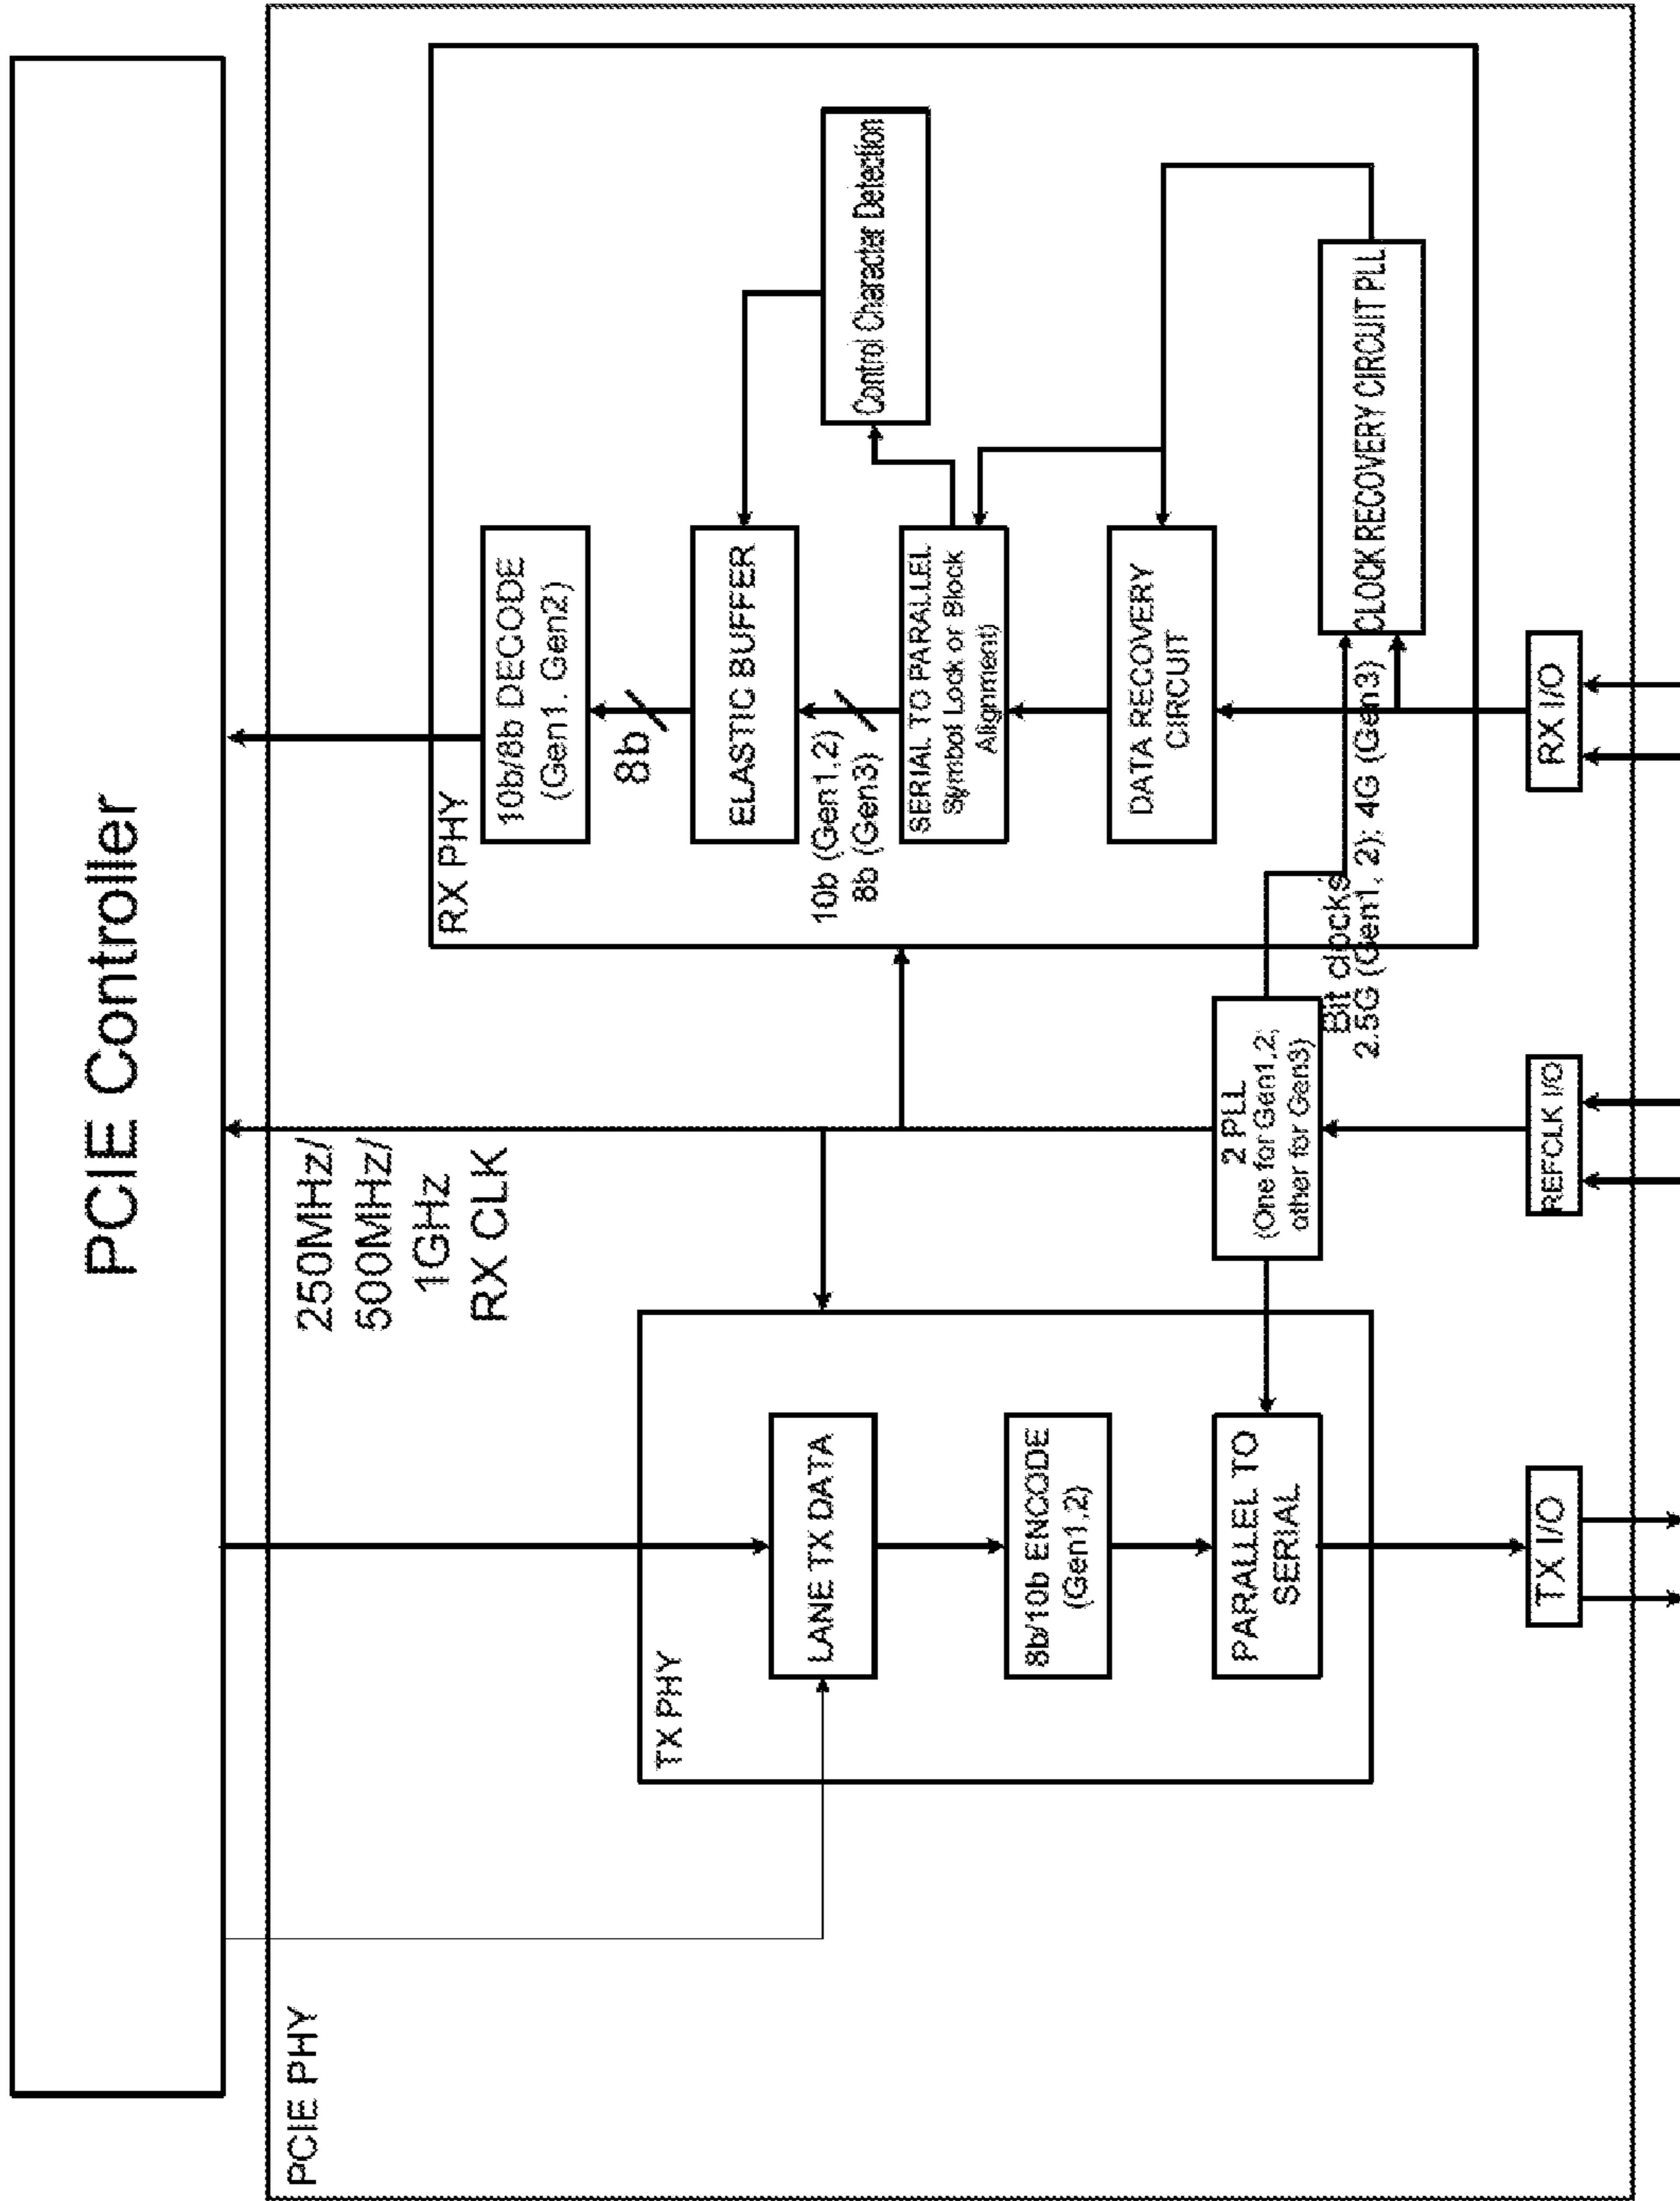 PCIE Controller
PCIE PHY
250MHz/
500MHz/
1GHz
RX CLK
TX PHY
LANE TX DATA
8b/10b ENCODE
(Gen1,2)
PARALLEL TO
SERIAL
TX I/O
2 PLL
(One for Gen1,2,
other for Gen3)
REFCLK I/O
Bit clocks
2.5G (Gen1, 2); 4G (Gen3)
RX PHY
10b/8b DECODE
(Gen1. Gen2)
8b
ELASTIC BUFFER
10b (Gen1,2)
8b (Gen3)
SERIAL TO PARALLEL
Symbol Lock or Block
Alignment)
Control Character Detection
DATA RECOVERY
CIRCUIT
CLOCK RECOVERY CIRCUIT PLL
RX I/O